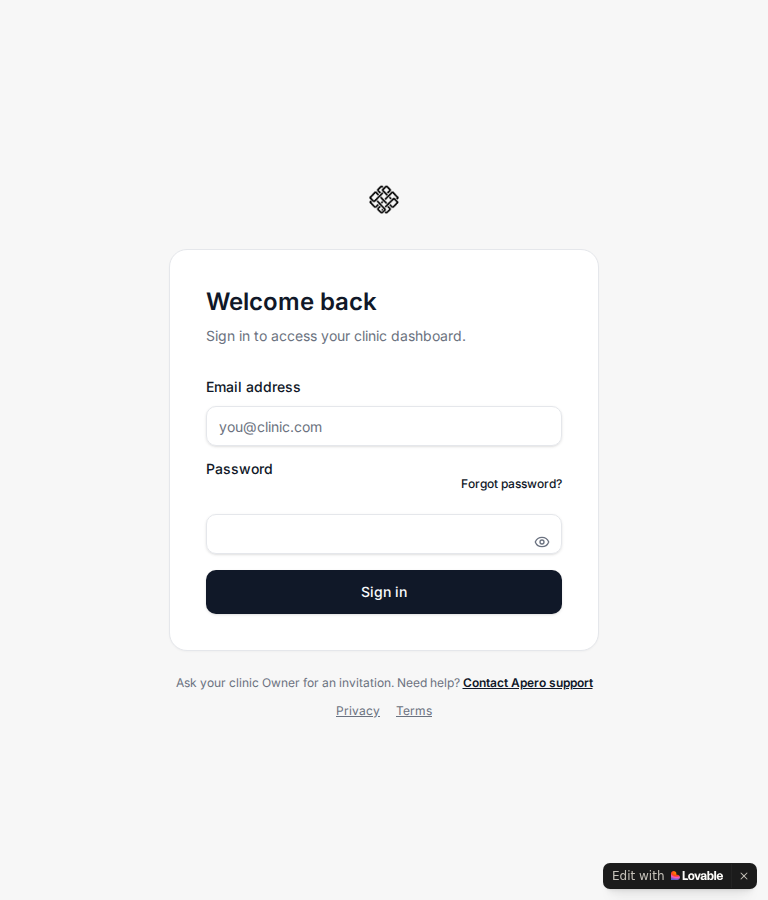 Welcome back
Sign in to access your clinic dashboard.
Email address
you@clinic.com
Password
Forgot password?
Sign in
Ask your clinic Owner for an invitation. Need help? Contact Apero support
Privacy Terms
Edit with Lovable ×